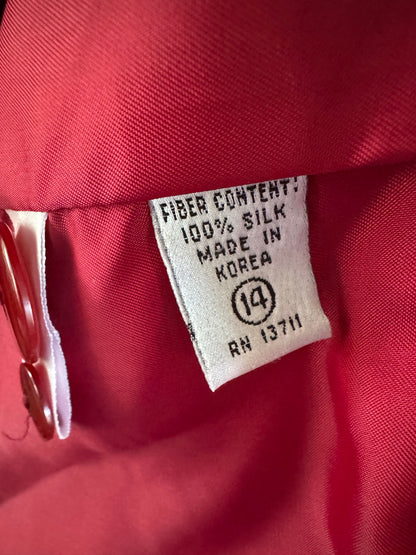 FIBER CONTENT:
100% SILK
MADE IN
KOREA
14
RN 13711